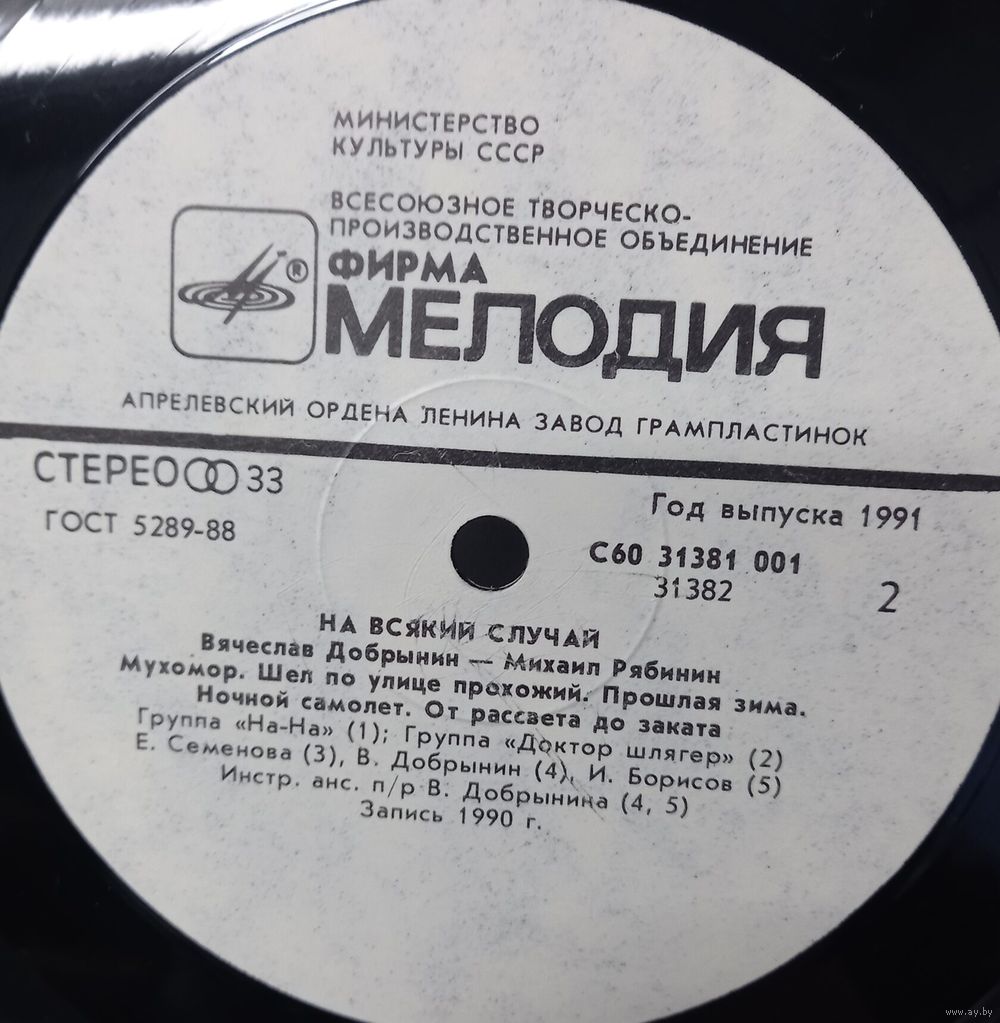 МИНИСТЕРСТВО
КУЛЬТУРЫ СССР
ВСЕСОЮЗНОЕ ТВОРЧЕСКО-
ПРОИЗВОДСТВЕННОЕ ОБЪЕДИНЕНИЕ
ФИРМА
МЕЛОДИЯ
®
АПРЕЛЕВСКИЙ ОРДЕНА ЛЕНИНА ЗАВОД ГРАМПЛАСТИНОК
СТЕРЕО 33
ГОСТ 5289-88
Год выпуска 1991
С60 31381 001
31382
2
НА ВСЯКИЙ СЛУЧАЙ
Вячеслав Добрынин — Михаил Рябинин
Мухомор. Шел по улице прохожий. Прошлая зима.
Ночной самолет. От рассвета до заката
Группа «На-На» (1); Группа «Доктор шлягер» (2)
Е. Семенова (3), В. Добрынин (4), И. Борисов (5)
Инстр. анс. п/р В. Добрынина (4, 5)
Запись 1990 г.
www.ay.by